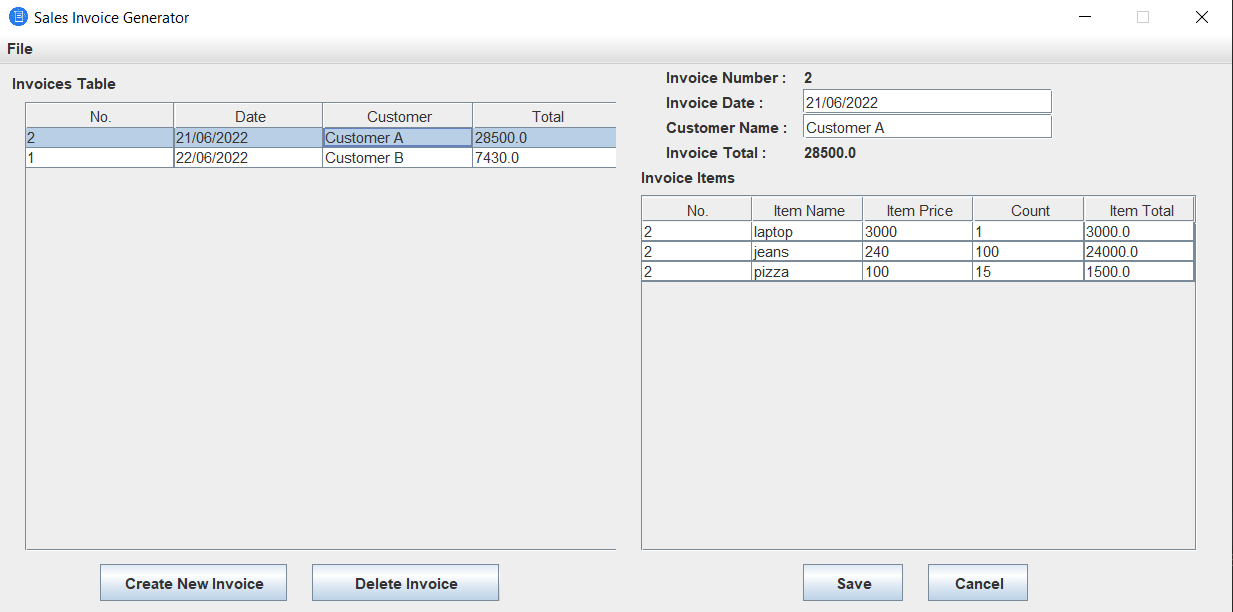 Sales Invoice Generator
File
Invoices Table
No. Date Customer Total
2 21/06/2022 Customer A 28500.0
1 22/06/2022 Customer B 7430.0
Create New Invoice Delete Invoice
Invoice Number : 2
Invoice Date : 21/06/2022
Customer Name : Customer A
Invoice Total : 28500.0
Invoice Items
No. Item Name Item Price Count Item Total
2 laptop 3000 1 3000.0
2 jeans 240 100 24000.0
2 pizza 100 15 1500.0
Save Cancel